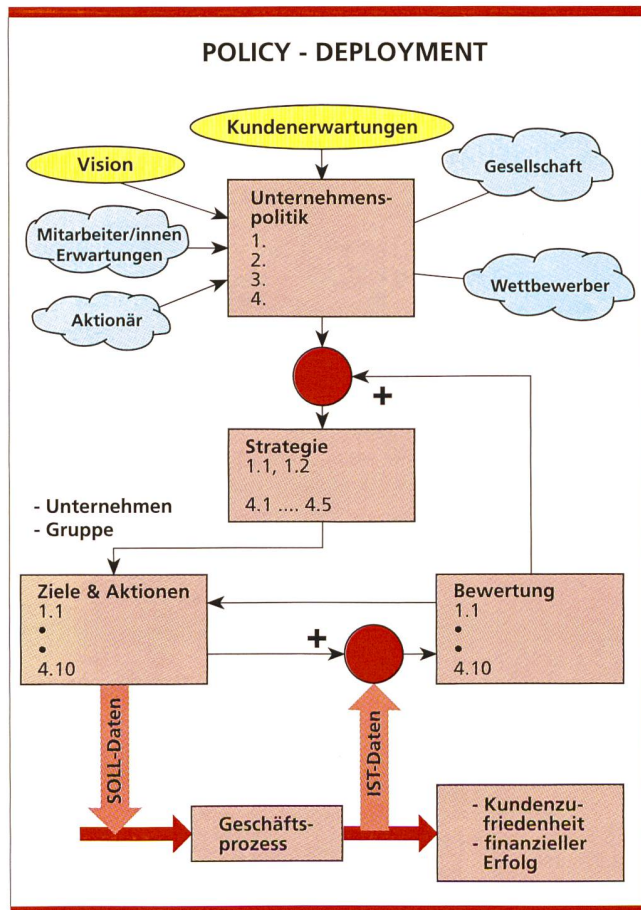 POLICY - DEPLOYMENT
Kundenerwartungen
Vision
Gesellschaft
Unternehmens-
politik
1.
2.
3.
4.
Mitarbeiter/innen
Erwartungen
Aktionär
Wettbewerber
+
Strategie
1.1, 1.2
4.1 .... 4.5
- Unternehmen
- Gruppe
Ziele & Aktionen
1.1
•
•
4.10
+
Bewertung
1.1
•
•
4.10
SOLL-Daten
IST-Daten
Geschäfts-
prozess
- Kundenzu-
friedenheit
- finanzieller
Erfolg